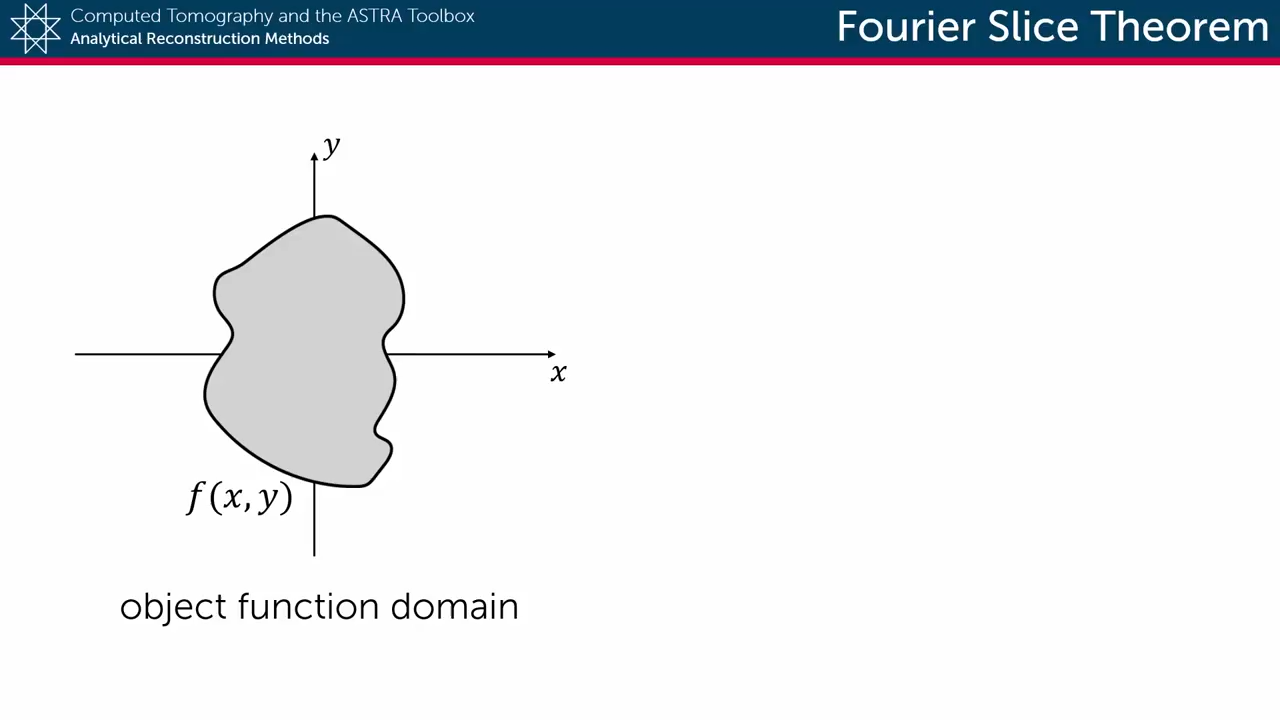 Computed Tomography and the ASTRA Toolbox
Analytical Reconstruction Methods
Fourier Slice Theorem
y
x
f(x, y)
object function domain